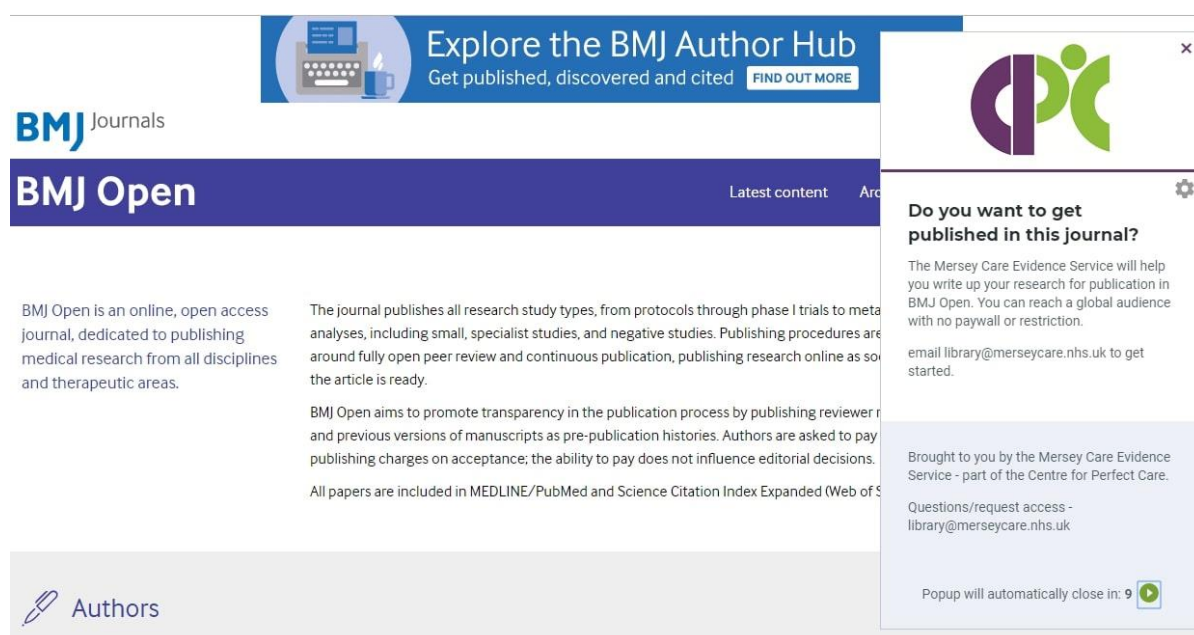 Explore the BMJ Author Hub
Get published, discovered and cited FIND OUT MORE
BMJ Journals
BMJ Open
Latest content
BMJ Open is an online, open access
journal, dedicated to publishing
medical research from all disciplines
and therapeutic areas.
The journal publishes all research study types, from protocols through phase I trials to meta
analyses, including small, specialist studies, and negative studies. Publishing procedures are
around fully open peer review and continuous publication, publishing research online as
the article is ready.
BMJ Open aims to promote transparency in the publication process by publishing reviewer
and previous versions of manuscripts as pre-publication histories. Authors are asked to pay
publishing charges on acceptance; the ability to pay does not influence editorial decisions.
All papers are included in MEDLINE/PubMed and Science Citation Index Expanded (Web of
Authors
CPC
×
Do you want to get
published in this journal?
The Mersey Care Evidence Service will help
you write up your research for publication in
BMJ Open. You can reach a global audience
with no paywall or restriction.
email library@merseycare.nhs.uk to get
started.
Brought to you by the Mersey Care Evidence
Service - part of the Centre for Perfect Care.
Questions/request access -
library@merseycare.nhs.uk
Popup will automatically close in: 9